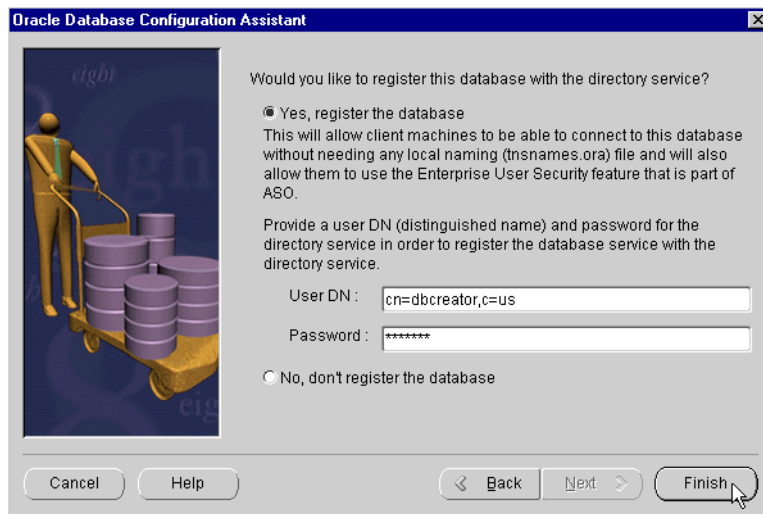 Oracle Database Configuration Assistant
eight
Would you like to register this database with the directory service?
Yes, register the database
This will allow client machines to be able to connect to this database
without needing any local naming (tnsnames.ora) file and will also
allow them to use the Enterprise User Security feature that is part of
ASO.
Provide a user DN (distinguished name) and password for the
directory service in order to register the database service with the
directory service.
User DN :
cn=dbcreator,c=us
Password :
*******
No, don't register the database
Cancel
Help
Back
Next
Finish